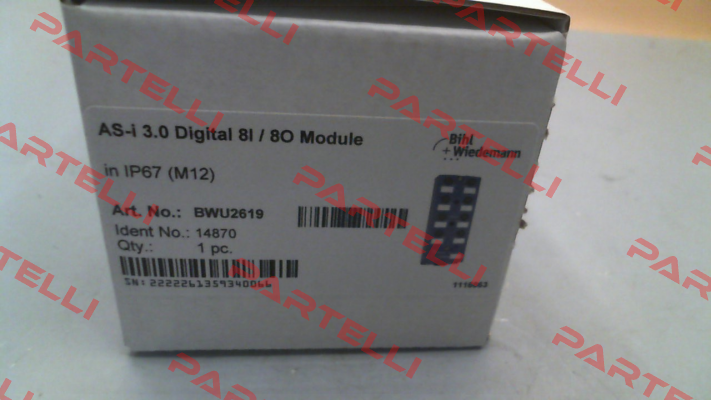 AS-i 3.0 Digital 8I / 8O Module
Bihl
+Wiedemann
in IP67 (M12)
Art. No.: BWU2619
Ident No.: 14870
Qty.: 1 pc.
SN: 2222261359340066
PARTELLI
PARTELLI
PARTELLI
PARTELLI
PARTELLI
PARTELLI
PARTELLI
PARTELLI